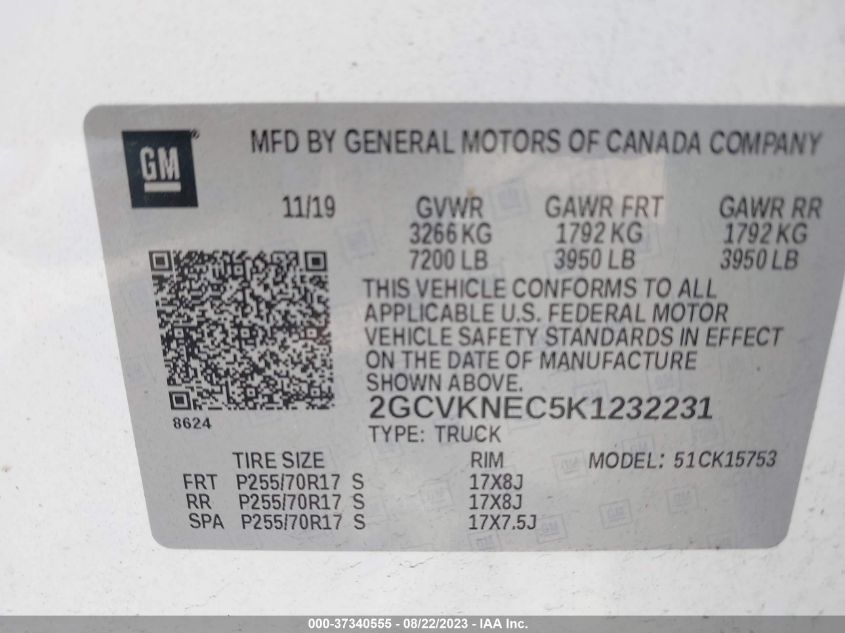 GM
MFD BY GENERAL MOTORS OF CANADA COMPANY
11/19 GVWR GAWR FRT GAWR RR
3266 KG 1792 KG 1792 KG
7200 LB 3950 LB 3950 LB
THIS VEHICLE CONFORMS TO ALL
APPLICABLE U.S. FEDERAL MOTOR
VEHICLE SAFETY STANDARDS IN EFFECT
ON THE DATE OF MANUFACTURE
SHOWN ABOVE.
8624
2GCVKNEC5K1232231
TYPE: TRUCK
TIRE SIZE RIM MODEL: 51CK15753
FRT P255/70R17 S 17X8J
RR P255/70R17 S 17X8J
SPA P255/70R17 S 17X7.5J
000-37340555 - 08/22/2023 - IAA Inc.